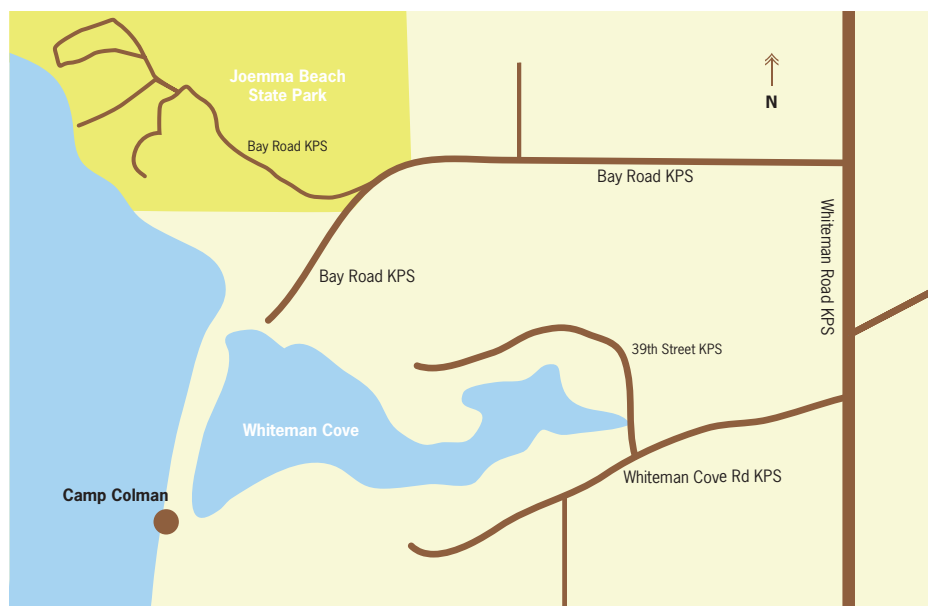 Joemma Beach
State Park
N
Bay Road KPS
Bay Road KPS
Whiteman Road KPS
Bay Road KPS
39th Street KPS
Whiteman Cove
Whiteman Cove Rd KPS
Camp Colman